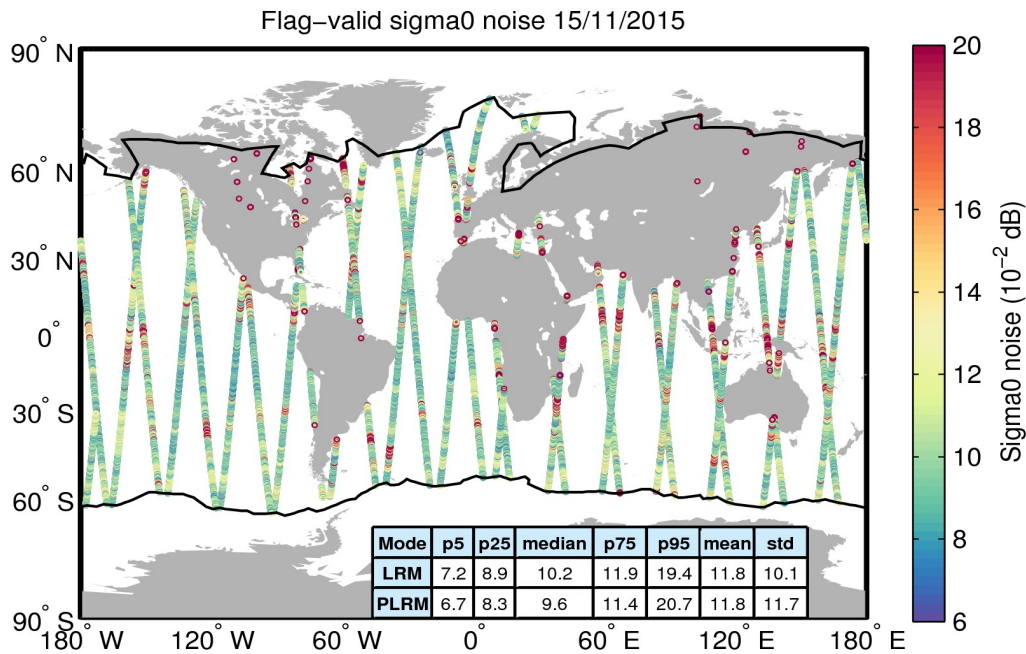 Flag−valid sigma0 noise 15/11/2015
90° N
60° N
30° N
0°
30° S
60° S
90° S
180° W
120° W
60° W
0°
60° E
120° E
180° E
Mode p5 p25 median p75 p95 mean std
LRM 7.2 8.9 10.2 11.9 19.4 11.8 10.1
PLRM 6.7 8.3 9.6 11.4 20.7 11.8 11.7
20
18
16
14
12
10
8
6
Sigma0 noise (10⁻² dB)